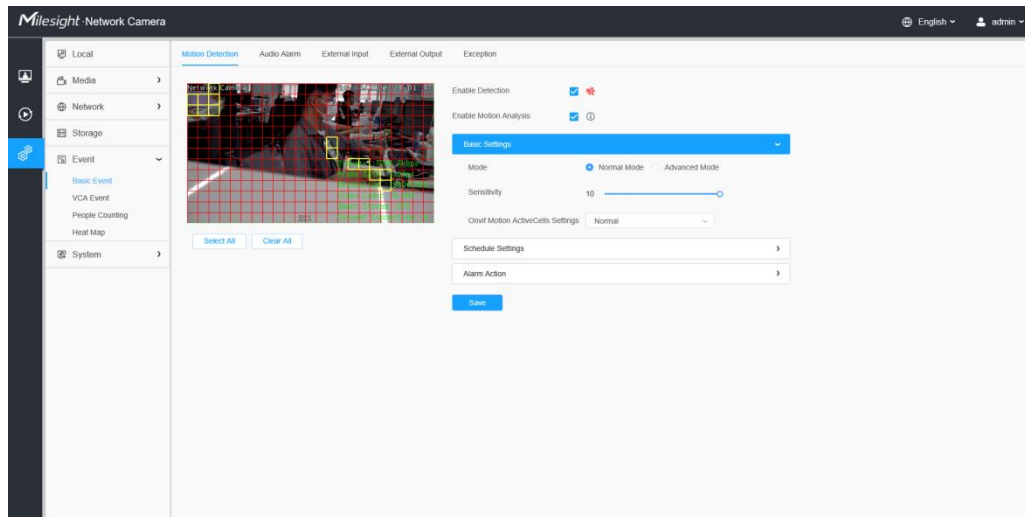 Milesight -Network Camera
English
admin
Local
Media
Network
Storage
Event
Basic Event
VCA Event
People Counting
Heat Map
System
Motion Detection
Audio Alarm
External Input
External Output
Exception
Network Camera
Select All
Clear All
Enable Detection
Enable Motion Analysis
Basic Settings
Mode
Normal Mode
Advanced Mode
Sensitivity
10
Onvif Motion ActiveCells Settings
Normal
Schedule Settings
Alarm Action
Save